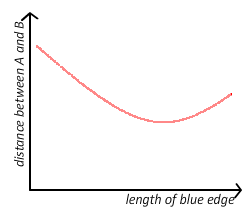 distance between A and B
length of blue edge